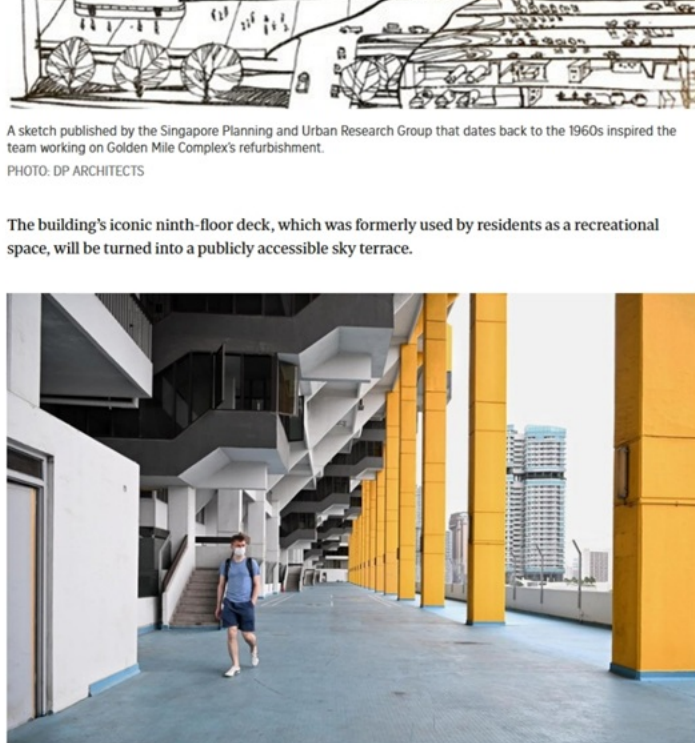 A sketch published by the Singapore Planning and Urban Research Group that dates back to the 1960s inspired the
team working on Golden Mile Complex's refurbishment.
PHOTO: DP ARCHITECTS
The building's iconic ninth-floor deck, which was formerly used by residents as a recreational
space, will be turned into a publicly accessible sky terrace.